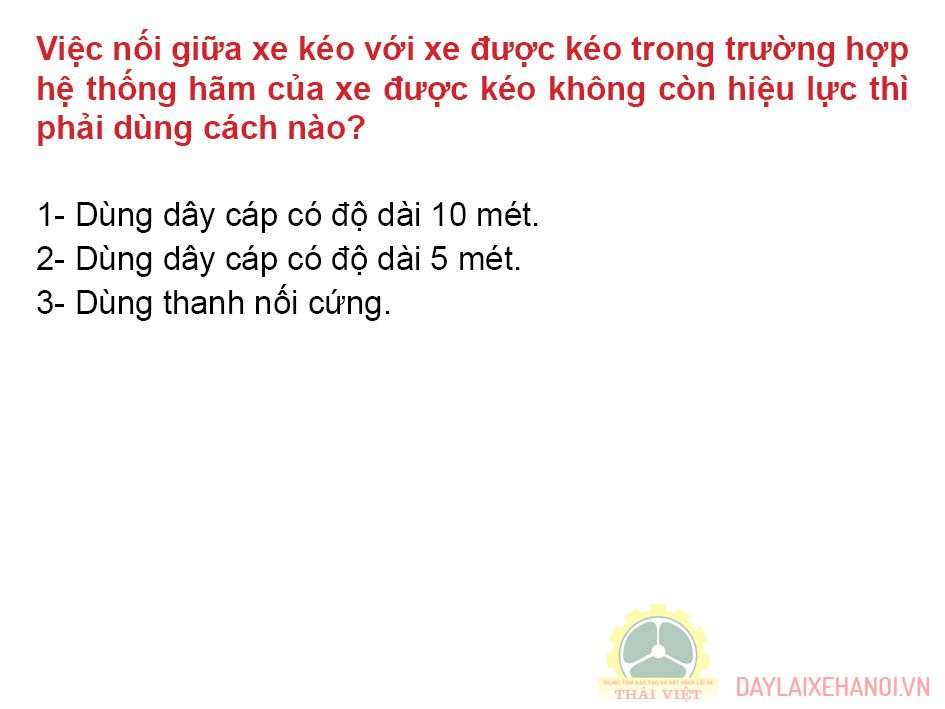 Việc nối giữa xe kéo với xe được kéo trong trường hợp
hệ thống hãm của xe được kéo không còn hiệu lực thì
phải dùng cách nào?
1- Dùng dây cáp có độ dài 10 mét.
2- Dùng dây cáp có độ dài 5 mét.
3- Dùng thanh nối cứng.
TRUNG TÂM ĐÀO TẠO VÀ SÁT HẠCH LÁI XE
THÁI VIỆT
DAYLAIXEHANOI.VN